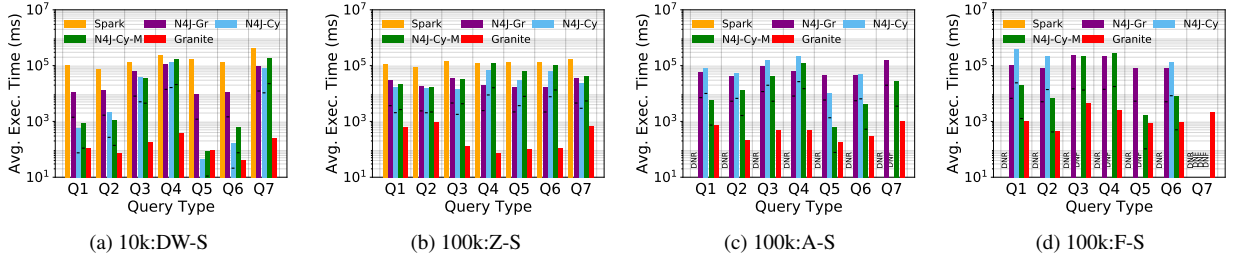 Spark N4J-Gr N4J-Cy
N4J-Cy-M Granite
Avg. Exec. Time (ms)
10^7
10^5
10^3
10^1
Q1 Q2 Q3 Q4 Q5 Q6 Q7
Query Type
(a) 10k:DW-S
Spark N4J-Gr N4J-Cy
N4J-Cy-M Granite
Avg. Exec. Time (ms)
10^7
10^5
10^3
10^1
Q1 Q2 Q3 Q4 Q5 Q6 Q7
Query Type
(b) 100k:Z-S
Spark N4J-Gr N4J-Cy
N4J-Cy-M Granite
Avg. Exec. Time (ms)
10^7
10^5
10^3
10^1
DNR DNR DNR DNR DNR DNR DNR DNF
Q1 Q2 Q3 Q4 Q5 Q6 Q7
Query Type
(c) 100k:A-S
Spark N4J-Gr N4J-Cy
N4J-Cy-M Granite
Avg. Exec. Time (ms)
10^7
10^5
10^3
10^1
DNR DNR DNR DNF DNR DNF DNR DNF DNR DNR DNF DNF DNF
Q1 Q2 Q3 Q4 Q5 Q6 Q7
Query Type
(d) 100k:F-S